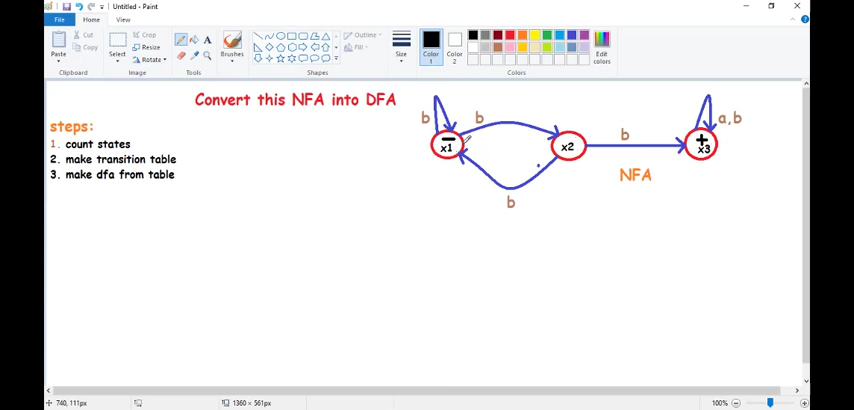 Untitled - Paint
File
Home
View
Paste
Cut
Copy
Clipboard
Select
Crop
Resize
Rotate
Image
Tools
Brushes
Shapes
Outline
Fill
Size
Color
1
Color
2
Colors
Edit
colors
Convert this NFA into DFA
steps:
1. count states
2. make transition table
3. make dfa from table
b
b
b
a,b
x1
x2
x3
b
NFA
740, 111px
1360 × 561px
100%